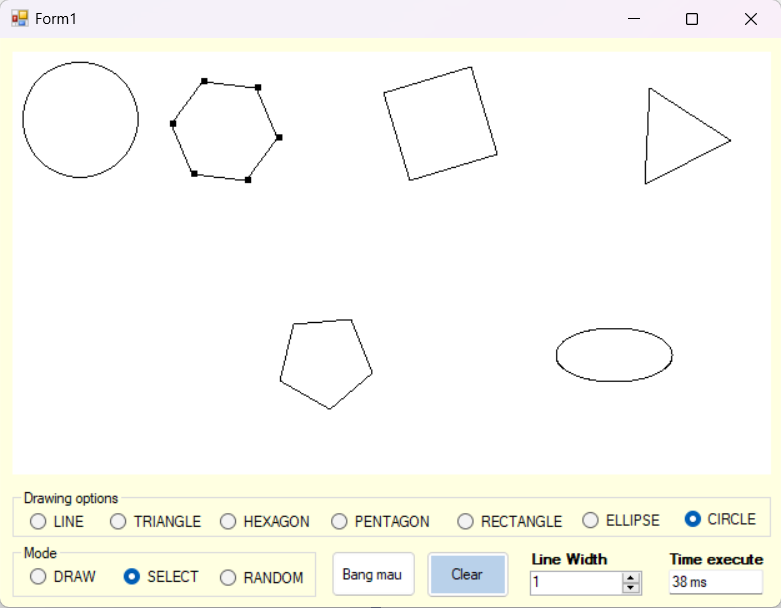 Form1
Drawing options
LINE TRIANGLE HEXAGON PENTAGON RECTANGLE ELLIPSE CIRCLE
Mode
DRAW SELECT RANDOM
Bang mau
Clear
Line Width
1
Time execute
38 ms